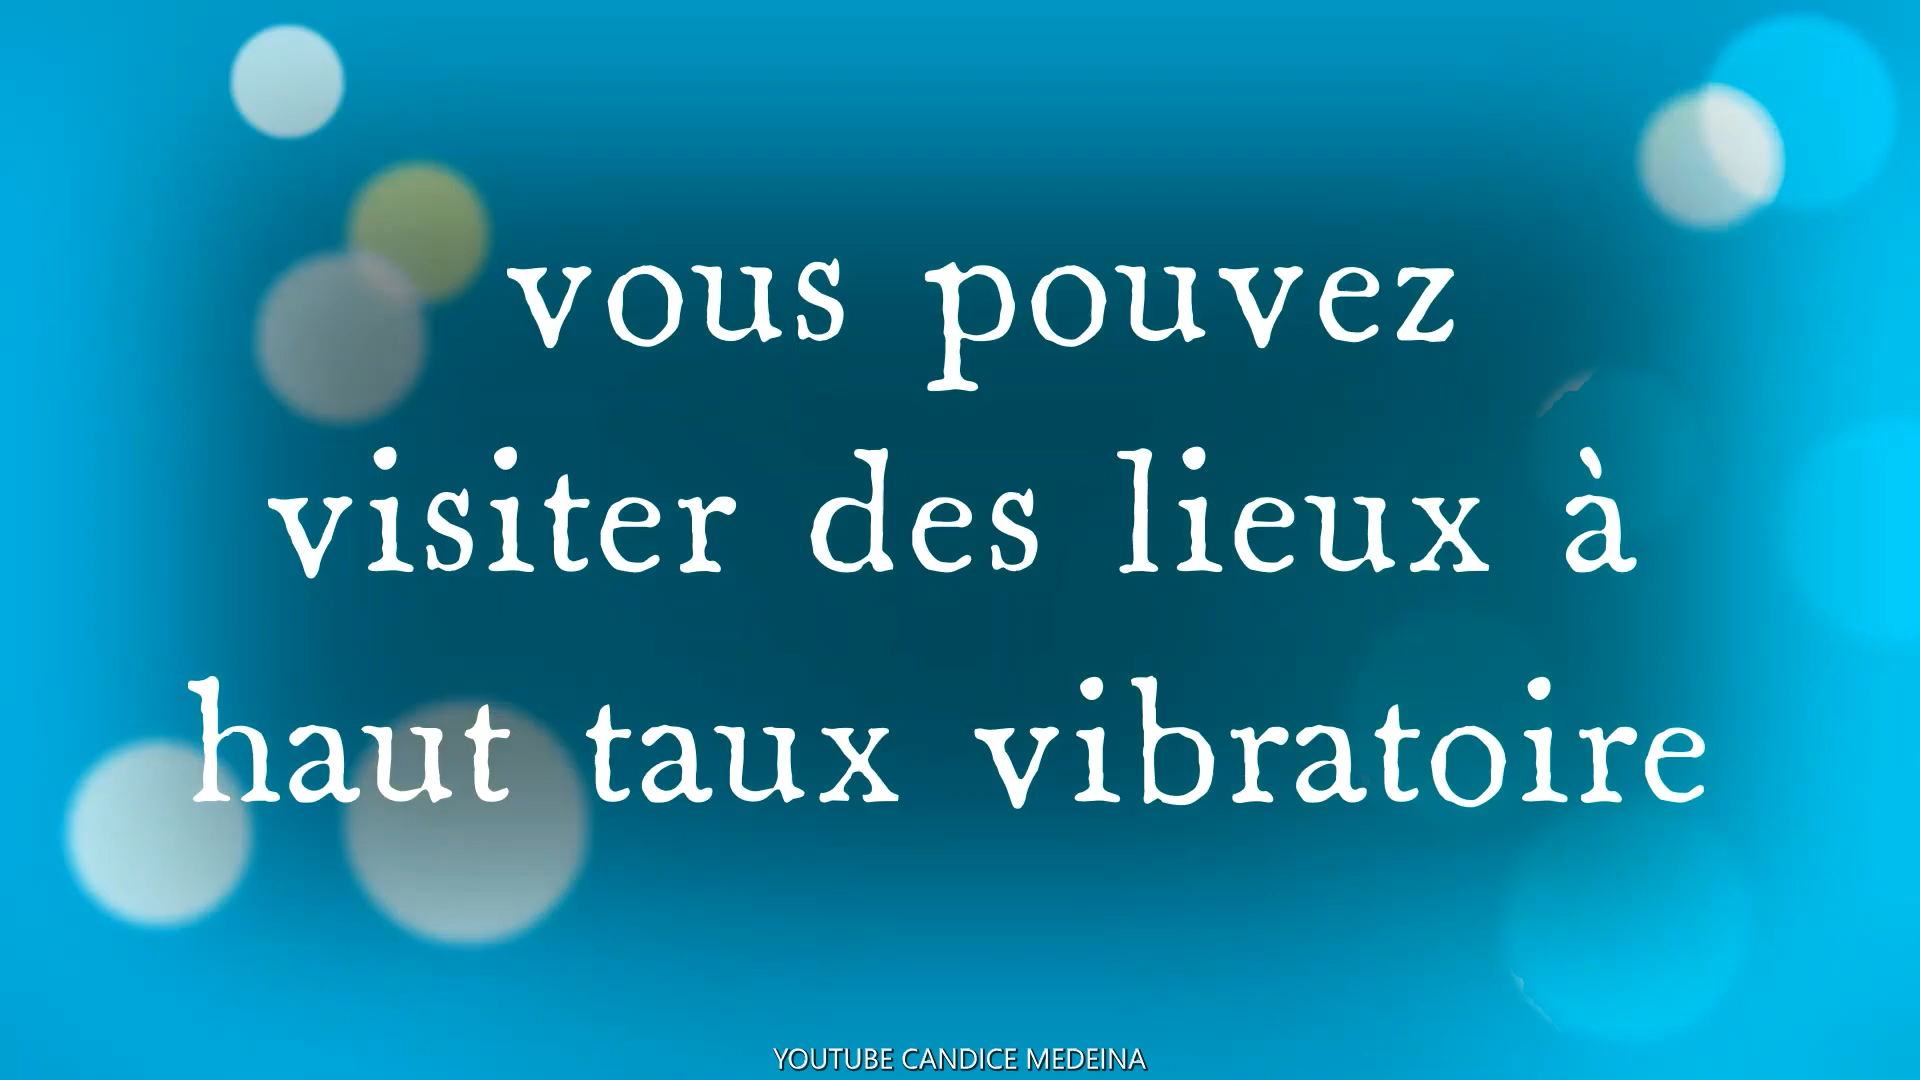 vous pouvez
visiter des lieux à
haut taux vibratoire
YOUTUBE CANDICE MEDEINA